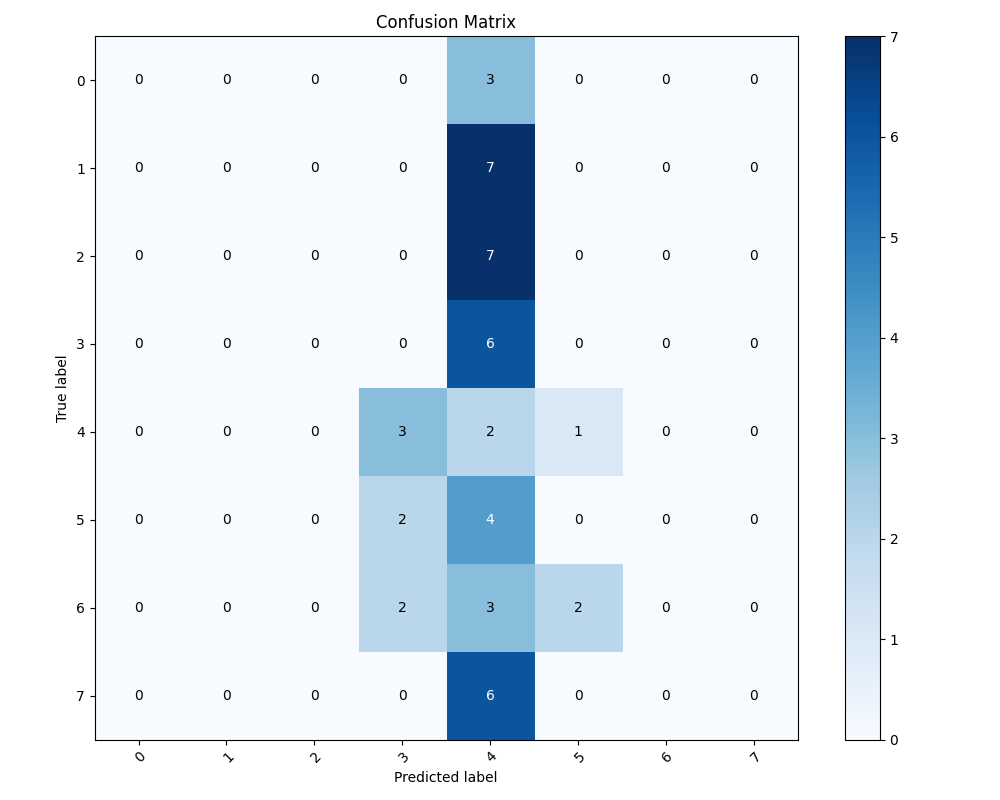 Confusion Matrix
0 0 0 0 0 3 0 0 0
1 0 0 0 0 7 0 0 0
2 0 0 0 0 7 0 0 0
3 0 0 0 0 6 0 0 0
4 0 0 0 3 2 1 0 0
5 0 0 0 2 4 0 0 0
6 0 0 0 2 3 2 0 0
7 0 0 0 0 6 0 0 0
0 1 2 3 4 5 6 7
Predicted label
True label
7
6
5
4
3
2
1
0